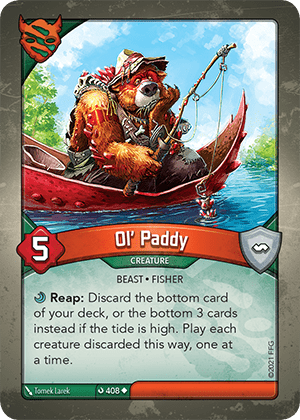 Ol' Paddy
5
CREATURE
BEAST • FISHER
Reap: Discard the bottom card
of your deck, or the bottom 3 cards
instead if the tide is high. Play each
creature discarded this way, one at
a time.
©2021 FFG
Tomek Larek
408